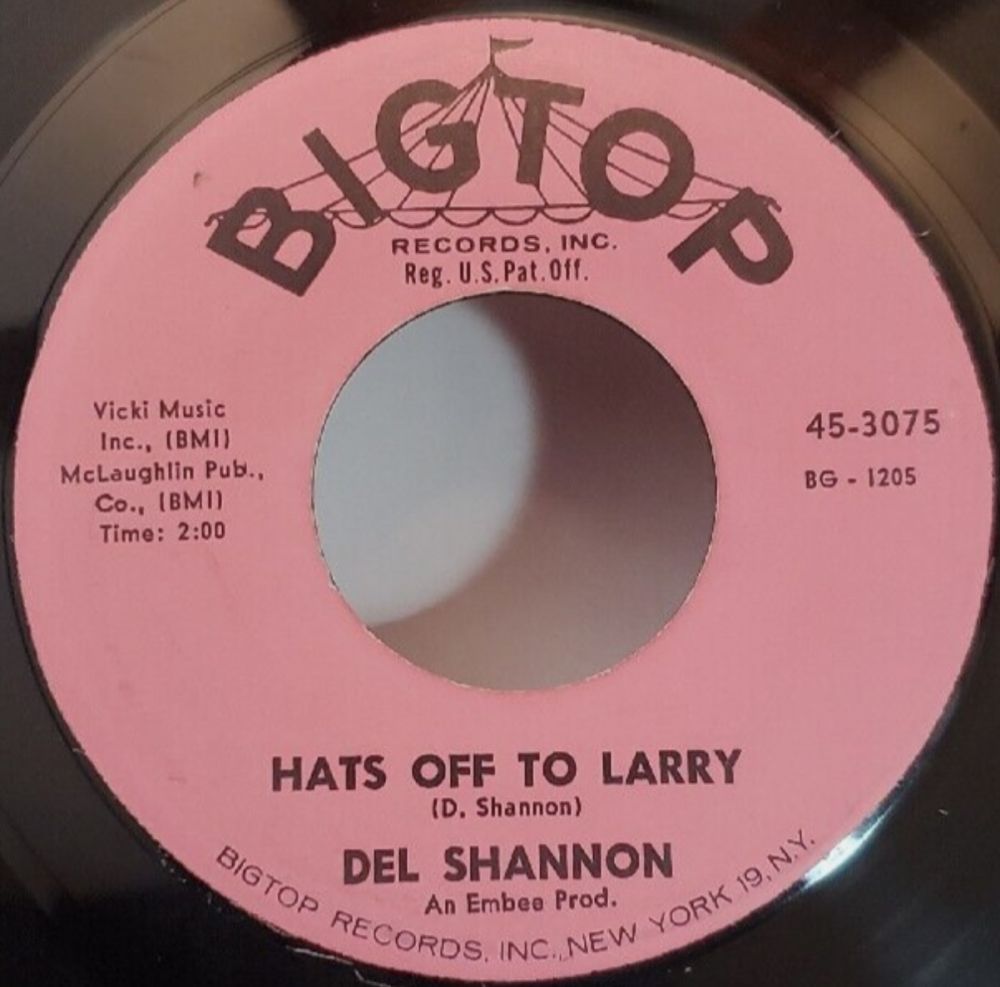 BIGTOP
RECORDS, INC.
Reg. U.S. Pat. Off.
Vicki Music
Inc., (BMI)
McLaughlin Pub.,
Co., (BMI)
Time: 2:00
45-3075
BG - 1205
HATS OFF TO LARRY
(D. Shannon)
DEL SHANNON
An Embee Prod.
BIGTOP RECORDS, INC., NEW YORK 19, N.Y.